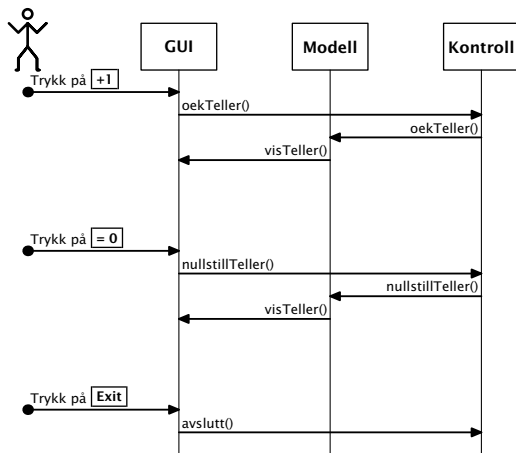 GUI
Modell
Kontroll
Trykk på +1
oekTeller()
oekTeller()
visTeller()
Trykk på = 0
nullstillTeller()
nullstillTeller()
visTeller()
Trykk på Exit
avslutt()